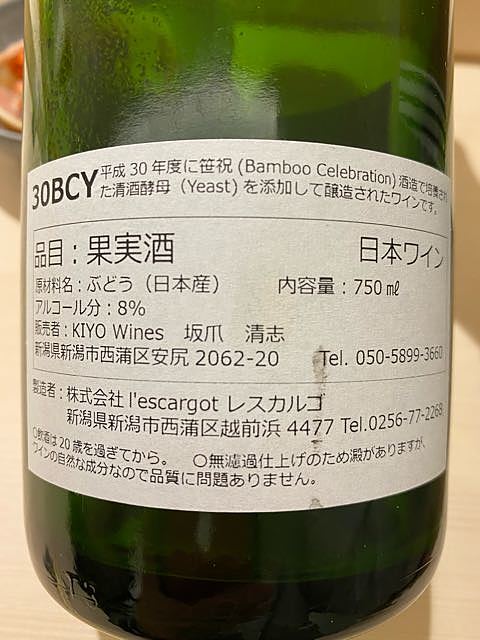 30BCY 平成 30 年度に笹祝 (Bamboo Celebration) 酒造で培養され
た清酒酵母（Yeast) を添加して醸造されたワインです。
品目：果実酒 日本ワイン
原材料名：ぶどう（日本産） 内容量：750 ㎖
アルコール分：8%
販売者：KIYO Wines 坂爪 清志
新潟県新潟市西蒲区安尻 2062-20 Tel. 050-5899-3660
製造者：株式会社 l'escargot レスカルゴ
新潟県新潟市西蒲区越前浜 4477 Tel.0256-77-2268
○飲酒は 20 歳を過ぎてから。 ○無濾過仕上げのため澱がありますが、
ワインの自然な成分なので品質に問題ありません。